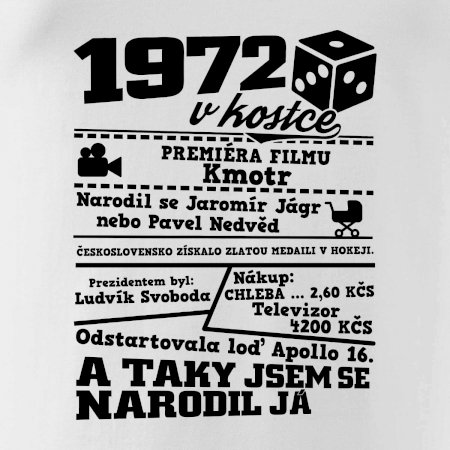 1972
v kostce
PREMIÉRA FILMU
Kmotr
Narodil se Jaromír Jágr
nebo Pavel Nedvěd
ČESKOSLOVENSKO ZÍSKALO ZLATOU MEDAILI V HOKEJI.
Prezidentem byl:
Ludvík Svoboda
Nákup:
CHLEBA ... 2,60 KČS
Televizor
4200 KČS
Odstartovala loď Apollo 16.
A TAKY JSEM SE
NARODIL JÁ